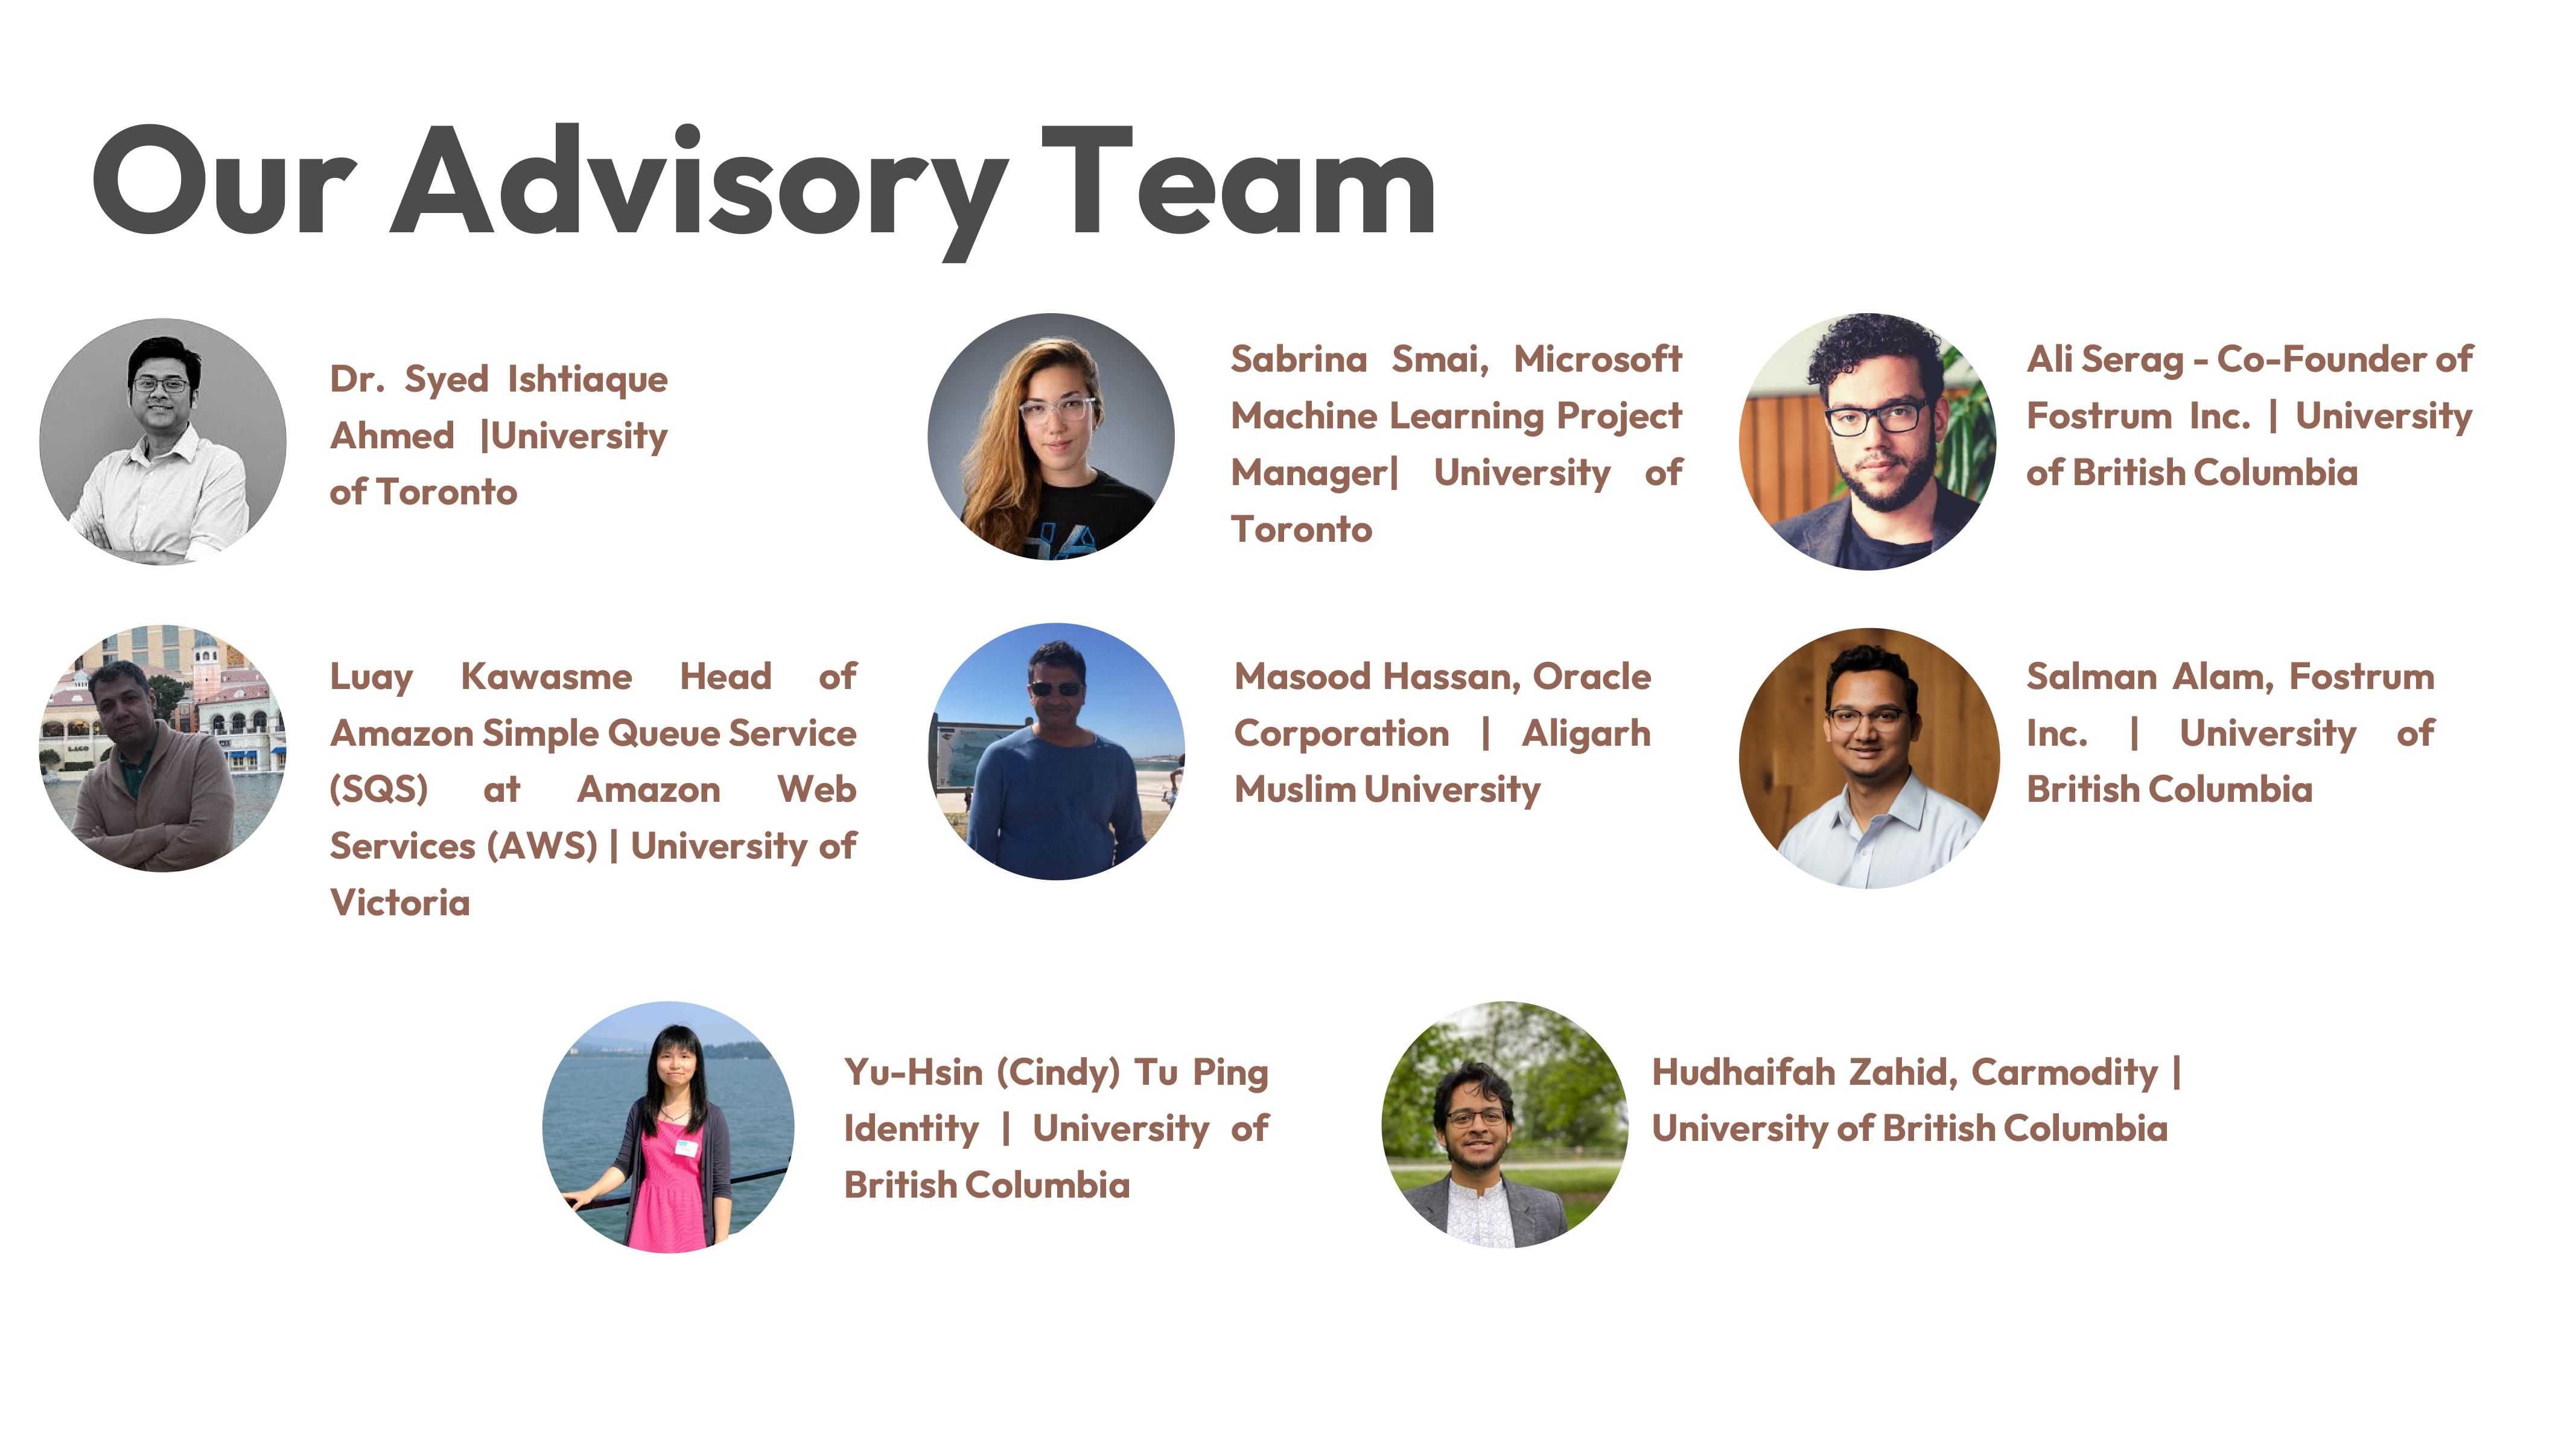 Our Advisory Team
Dr. Syed Ishtiaque
Ahmed |University
of Toronto
Sabrina Smai, Microsoft
Machine Learning Project
Manager| University of
Toronto
Ali Serag - Co-Founder of
Fostrum Inc. | University
of British Columbia
Luay Kawasme Head of
Amazon Simple Queue Service
(SQS) at Amazon Web
Services (AWS) | University of
Victoria
Masood Hassan, Oracle
Corporation | Aligarh
Muslim University
Salman Alam, Fostrum
Inc. | University of
British Columbia
Yu-Hsin (Cindy) Tu Ping
Identity | University of
British Columbia
Hudhaifah Zahid, Carmodity |
University of British Columbia